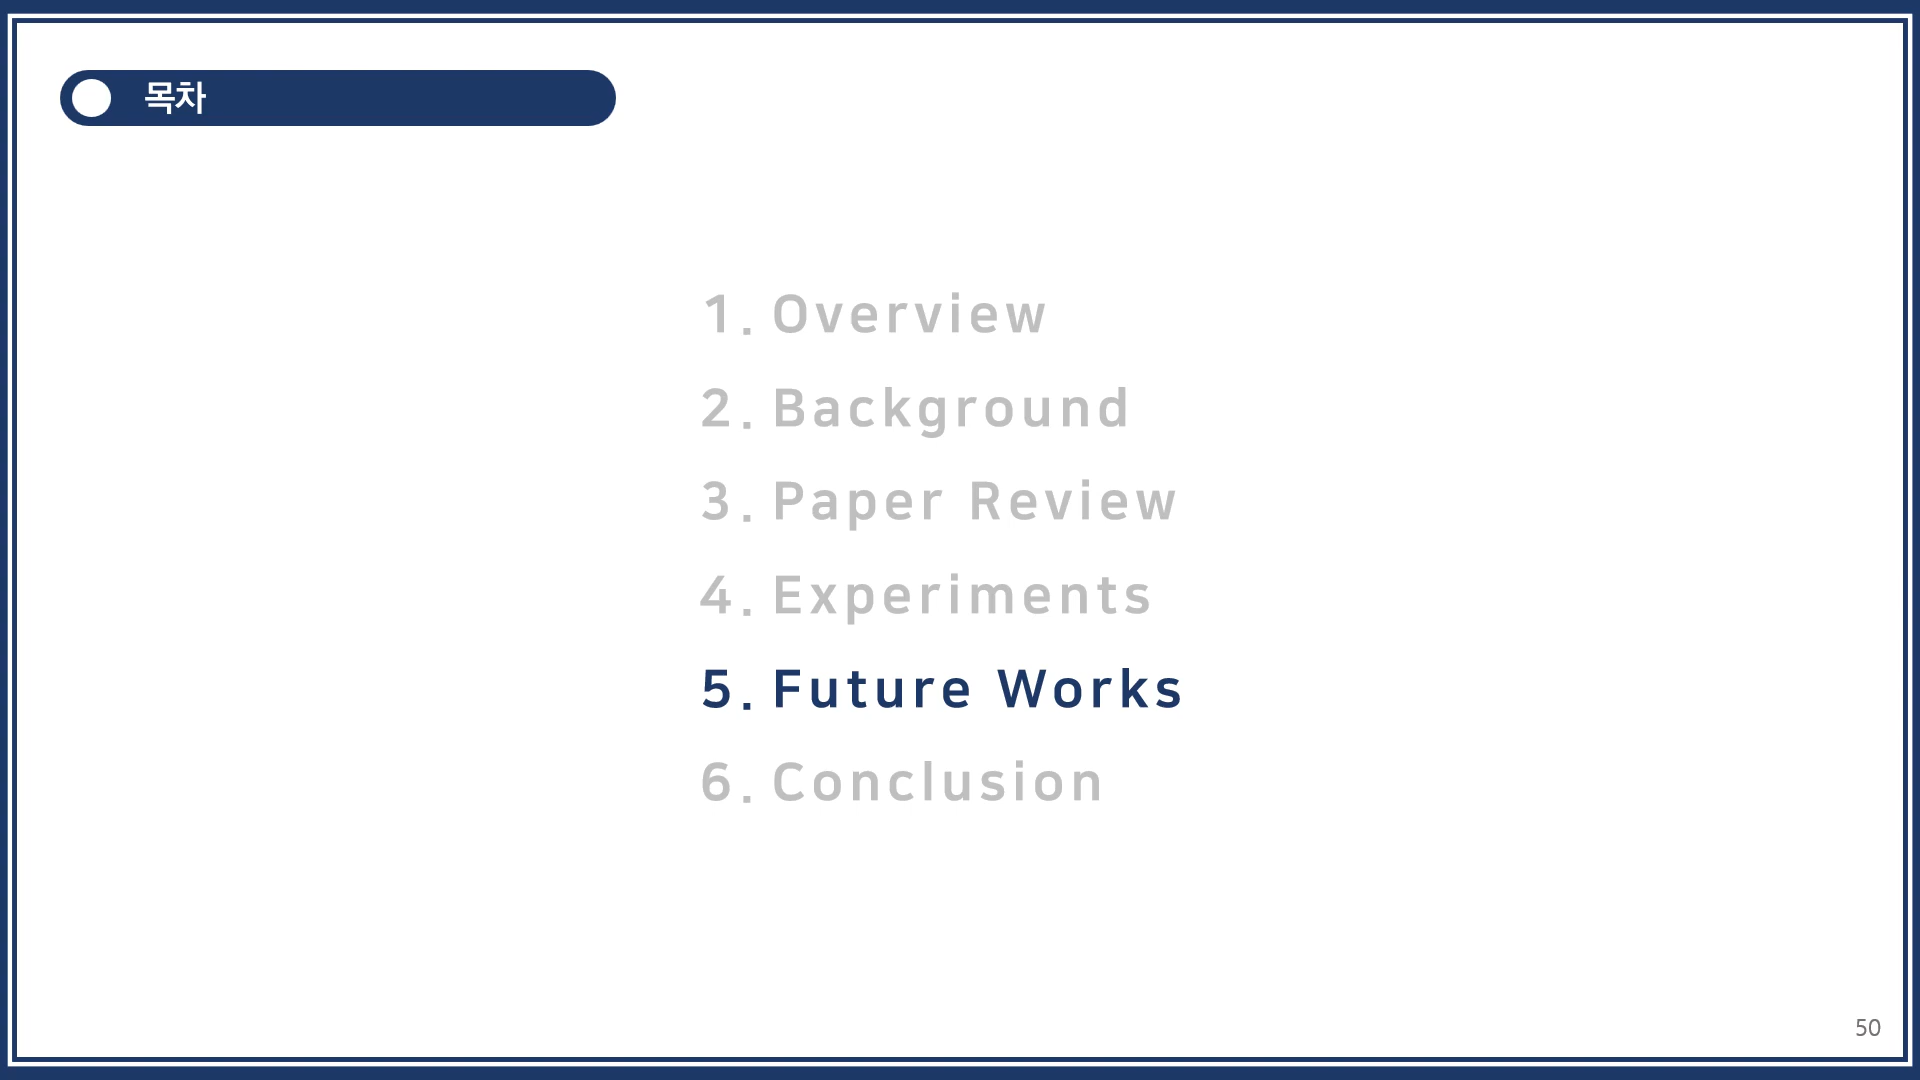 목차
1. Overview
2. Background
3. Paper Review
4. Experiments
5. Future Works
6. Conclusion
50